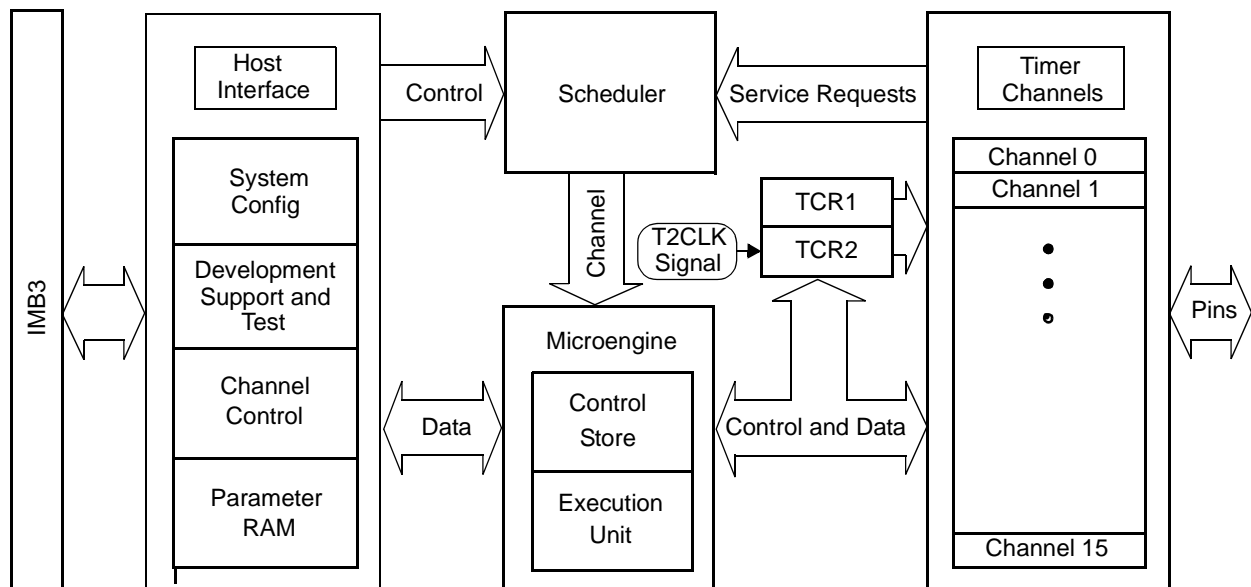 IMB3
Host
Interface
System
Config
Development
Support and
Test
Channel
Control
Parameter
RAM
Control
Data
Scheduler
Channel
Microengine
Control
Store
Execution
Unit
Service Requests
T2CLK
Signal
TCR1
TCR2
Control and Data
Timer
Channels
Channel 0
Channel 1
Channel 15
Pins